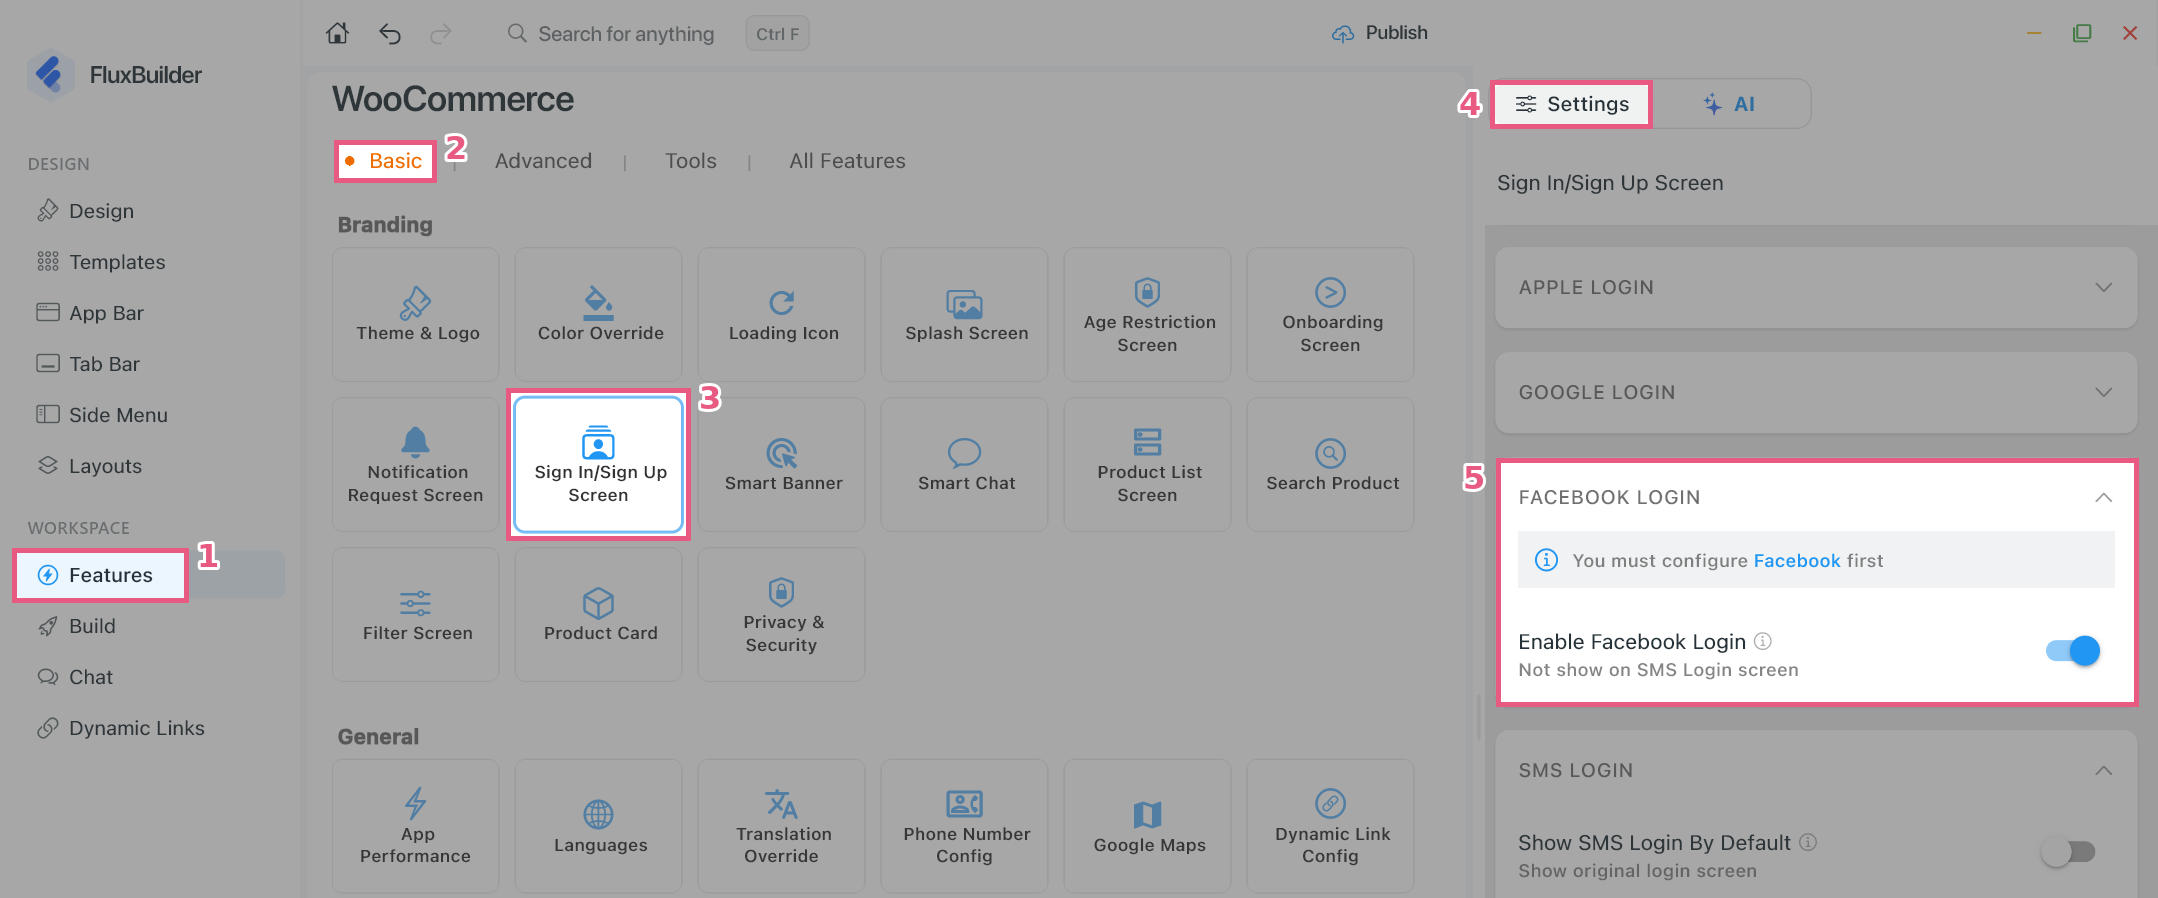 Search for anything
Ctrl F
Publish
FluxBuilder
WooCommerce
4
Settings
AI
2
Basic
|
Advanced
|
Tools
|
All Features
DESIGN
Design
Templates
App Bar
Tab Bar
Side Menu
Layouts
WORKSPACE
1
Features
Build
Chat
Dynamic Links
Branding
Theme & Logo
Color Override
Loading Icon
Splash Screen
Age Restriction
Screen
Onboarding
Screen
Notification
Request Screen
3
Sign In/Sign Up
Screen
Smart Banner
Smart Chat
Product List
Screen
Search Product
Filter Screen
Product Card
Privacy &
Security
General
App
Performance
Languages
Translation
Override
Phone Number
Config
Google Maps
Dynamic Link
Config
Sign In/Sign Up Screen
APPLE LOGIN
GOOGLE LOGIN
5
FACEBOOK LOGIN
You must configure Facebook first
Enable Facebook Login
Not show on SMS Login screen
SMS LOGIN
Show SMS Login By Default
Show original login screen